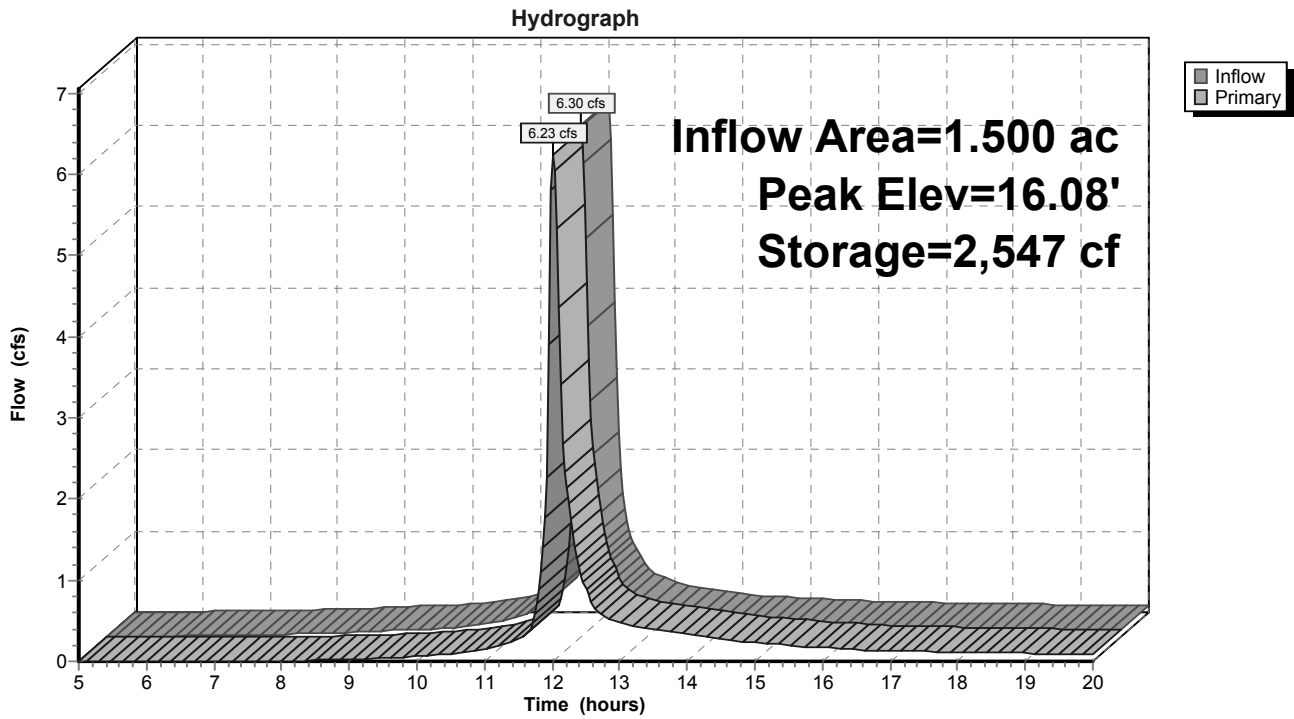 Hydrograph
Inflow
Primary
6.30 cfs
6.23 cfs
Inflow Area=1.500 ac
Peak Elev=16.08'
Storage=2,547 cf
Flow (cfs)
7
6
5
4
3
2
1
0
5 6 7 8 9 10 11 12 13 14 15 16 17 18 19 20
Time (hours)